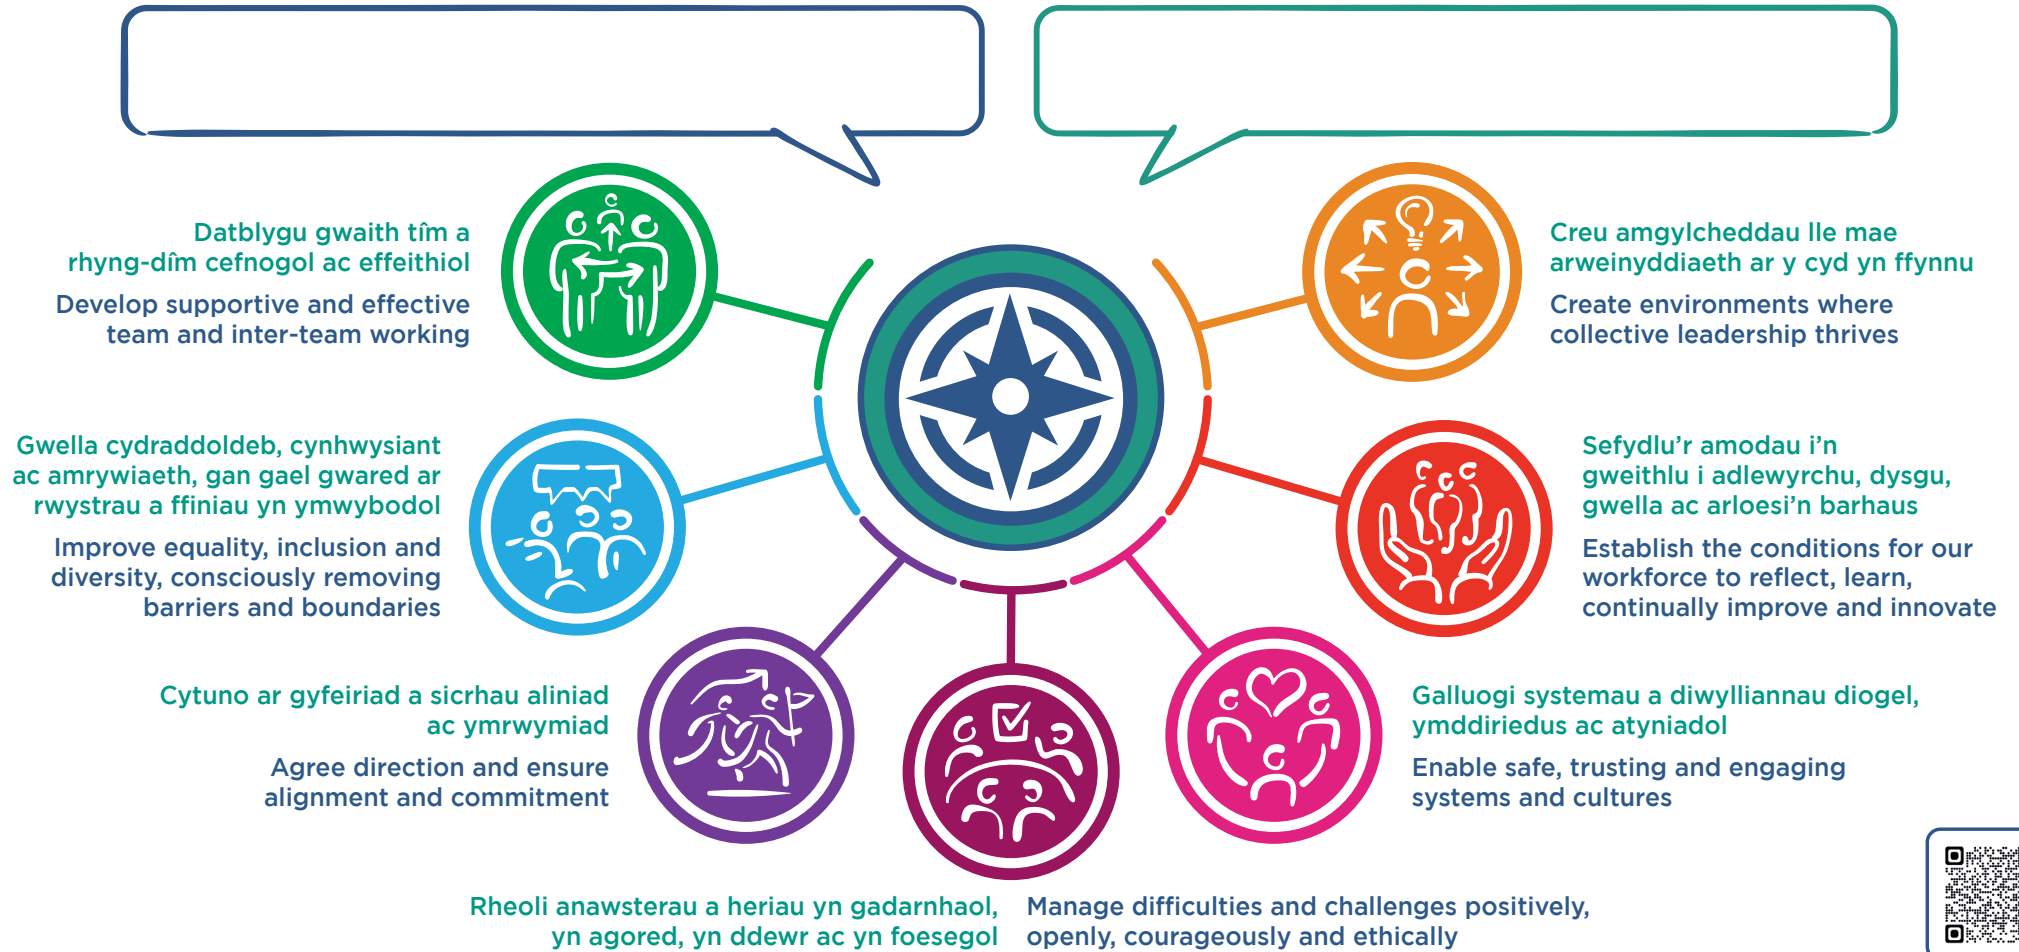 Datblygu gwaith tîm a
rhyng-dîm cefnogol ac effeithiol
Develop supportive and effective
team and inter-team working
Creu amgylcheddau lle mae
arweinyddiaeth ar y cyd yn ffynnu
Create environments where
collective leadership thrives
Gwella cydraddoldeb, cynhwysiant
ac amrywiaeth, gan gael gwared ar
rwystrau a ffiniau yn ymwybodol
Improve equality, inclusion and
diversity, consciously removing
barriers and boundaries
Sefydlu’r amodau i’n
gweithlu i adlewyrchu, dysgu,
gwella ac arloesi’n barhaus
Establish the conditions for our
workforce to reflect, learn,
continually improve and innovate
Cytuno ar gyfeiriad a sicrhau aliniad
ac ymrwymiad
Agree direction and ensure
alignment and commitment
Galluogi systemau a diwylliannau diogel,
ymddiriedus ac atyniadol
Enable safe, trusting and engaging
systems and cultures
Rheoli anawsterau a heriau yn gadarnhaol,
yn agored, yn ddewr ac yn foesegol
Manage difficulties and challenges positively,
openly, courageously and ethically